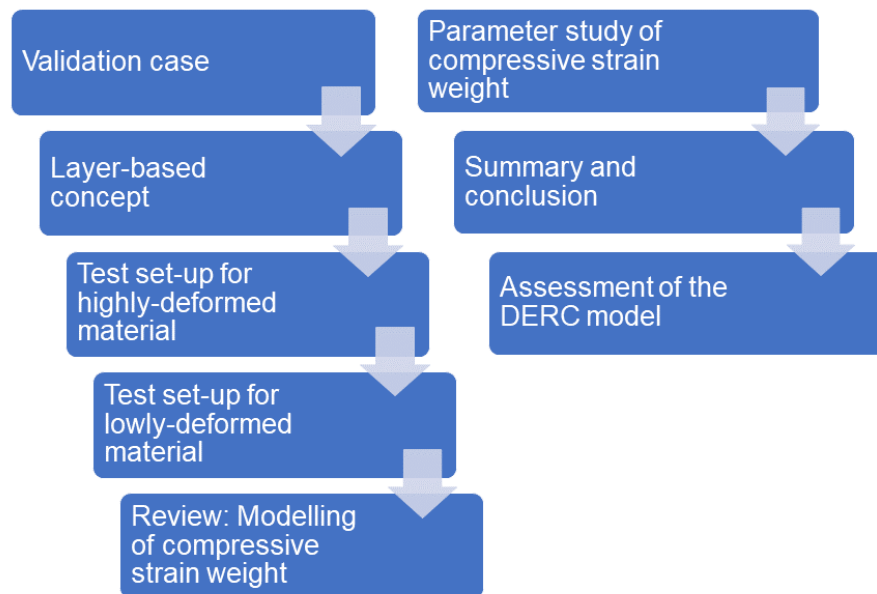 Validation case
Layer-based
concept
Test set-up for
highly-deformed
material
Test set-up for
lowly-deformed
material
Review: Modelling
of compressive
strain weight
Parameter study of
compressive strain
weight
Summary and
conclusion
Assessment of the
DERC model